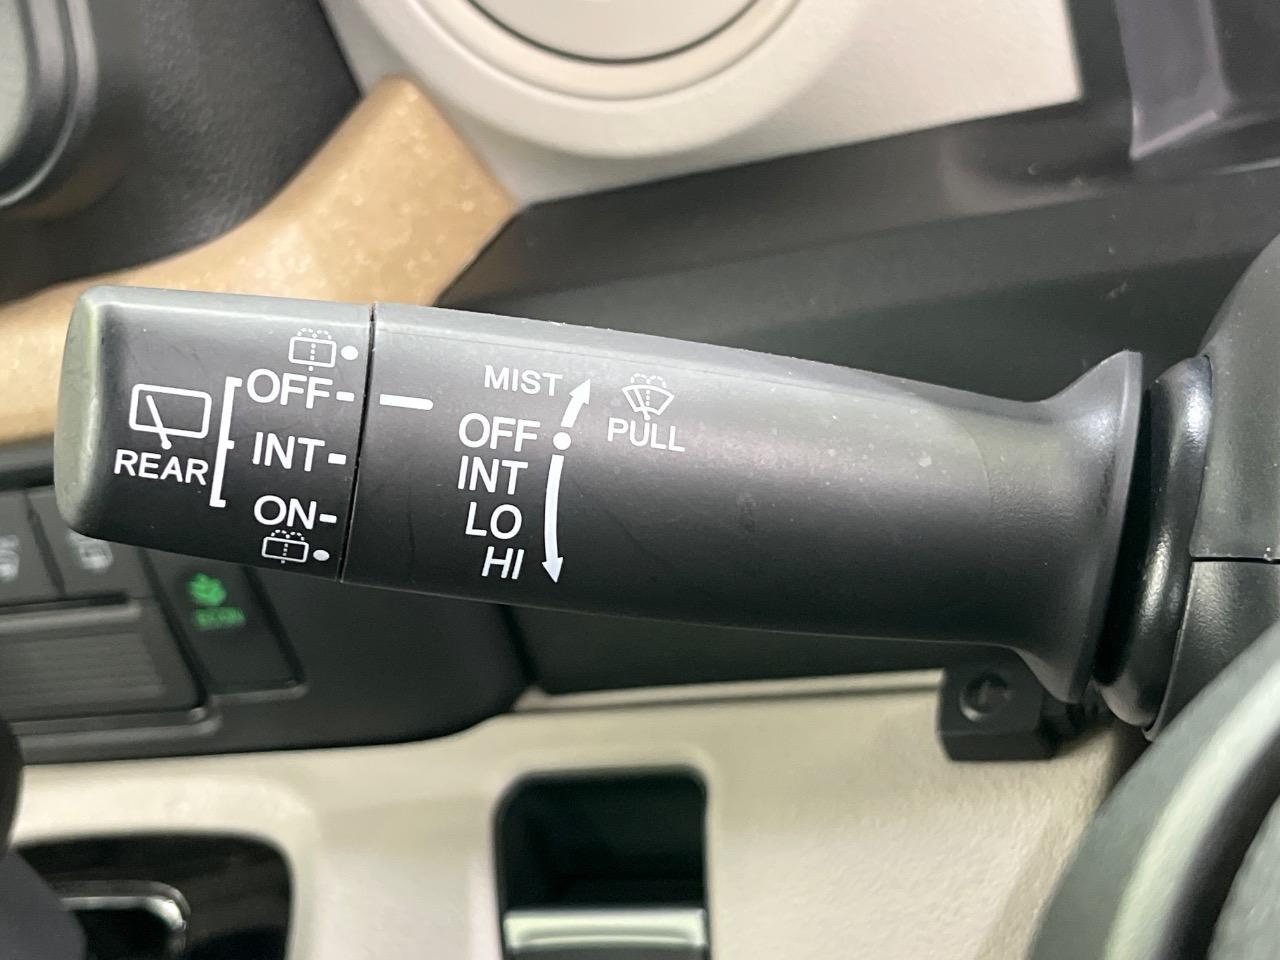 OFF
INT
ON
REAR
MIST
OFF
INT
LO
HI
PULL